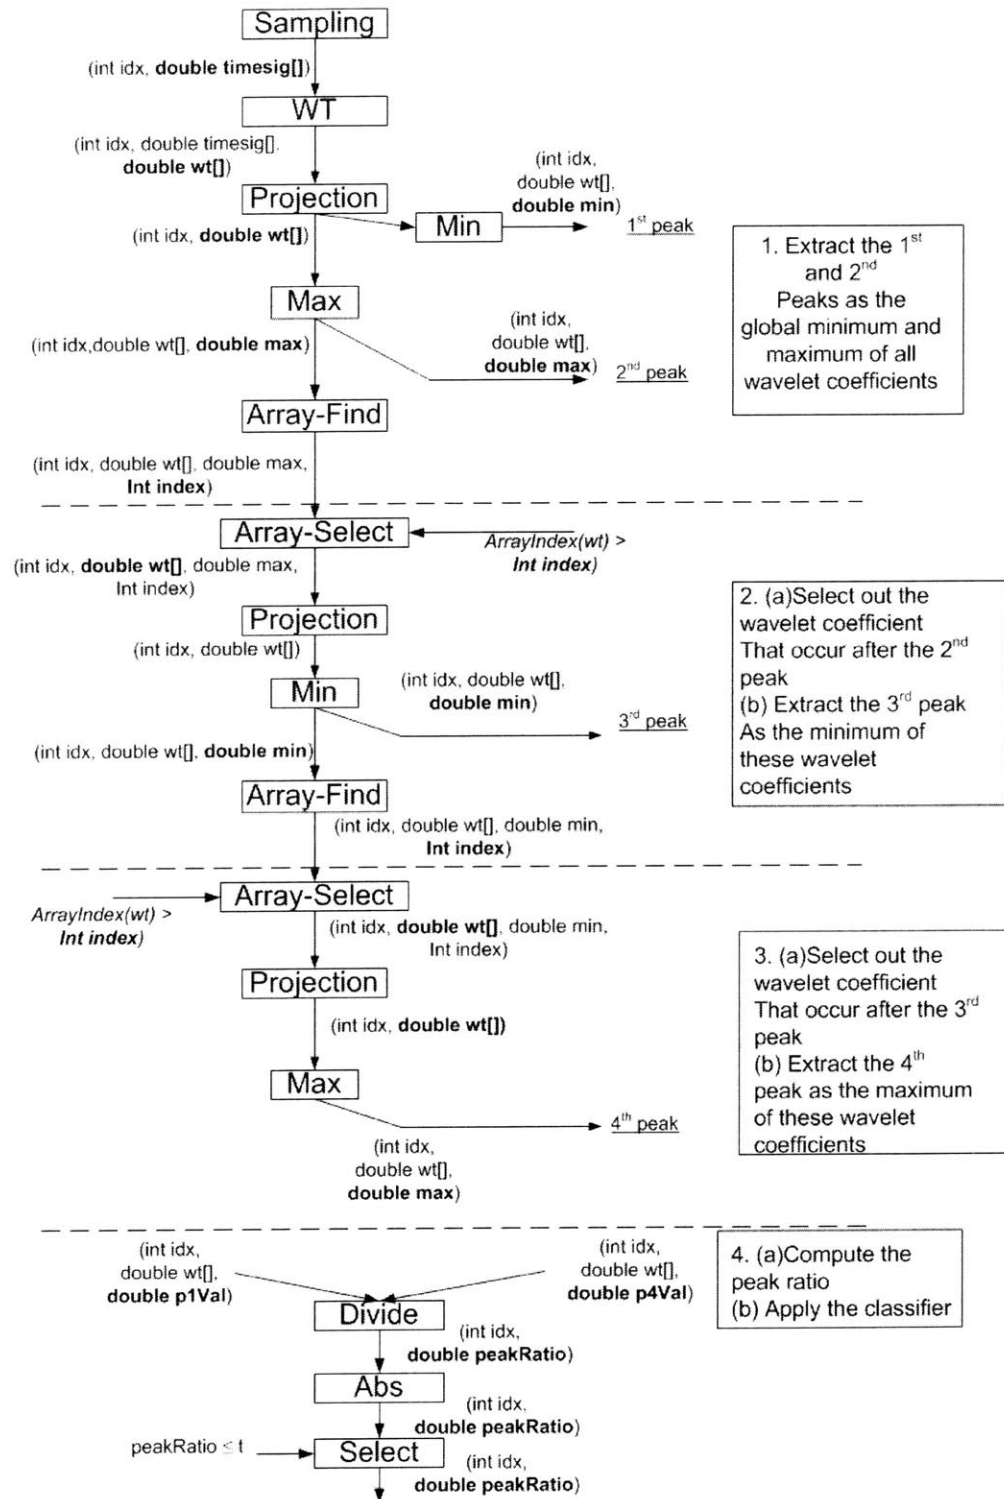 Sampling
(int idx, double timesig[])
WT
(int idx, double timesig[],
double wt[])
(int idx,
double wt[],
double min)
Projection
Min
1st peak
(int idx, double wt[])
1. Extract the 1st
and 2nd
Peaks as the
global minimum and
maximum of all
wavelet coefficients
Max
(int idx,
double wt[],
double max)
(int idx,double wt[], double max)
2nd peak
Array-Find
(int idx, double wt[], double max,
Int index)
Array-Select
ArrayIndex(wt) >
Int index)
(int idx, double wt[], double max,
Int index)
2. (a)Select out the
wavelet coefficient
That occur after the 2nd
peak
(b) Extract the 3rd peak
As the minimum of
these wavelet
coefficients
Projection
(int idx, double wt[])
Min
(int idx, double wt[],
double min)
3rd peak
(int idx, double wt[], double min)
Array-Find
(int idx, double wt[], double min,
Int index)
Array-Select
ArrayIndex(wt) >
Int index)
(int idx, double wt[], double min,
Int index)
3. (a)Select out the
wavelet coefficient
That occur after the 3rd
peak
(b) Extract the 4th
peak as the maximum
of these wavelet
coefficients
Projection
(int idx, double wt[])
Max
4th peak
(int idx,
double wt[],
double max)
(int idx,
double wt[],
double p1Val)
(int idx,
double wt[],
double p4Val)
4. (a)Compute the
peak ratio
(b) Apply the classifier
Divide
(int idx,
double peakRatio)
Abs
(int idx,
double peakRatio)
peakRatio ≤ t
Select
(int idx,
double peakRatio)